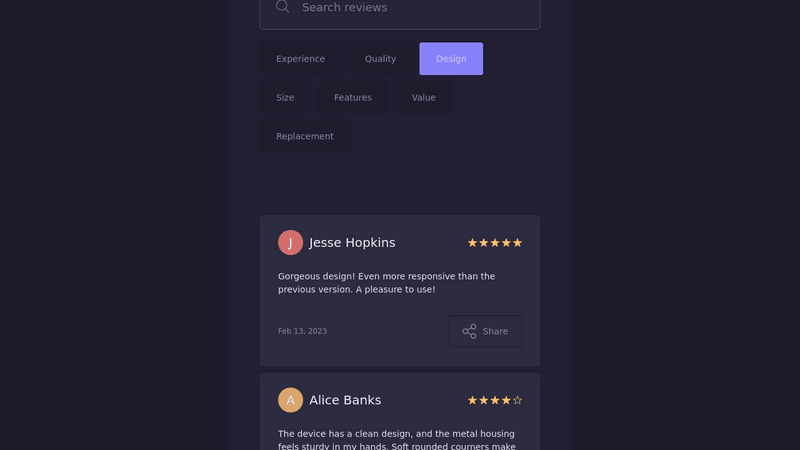 Search reviews
Experience
Quality
Design
Size
Features
Value
Replacement
J
Jesse Hopkins
Gorgeous design! Even more responsive than the
previous version. A pleasure to use!
Feb 13, 2023
Share
A
Alice Banks
The device has a clean design, and the metal housing
feels sturdy in my hands. Soft rounded courners make